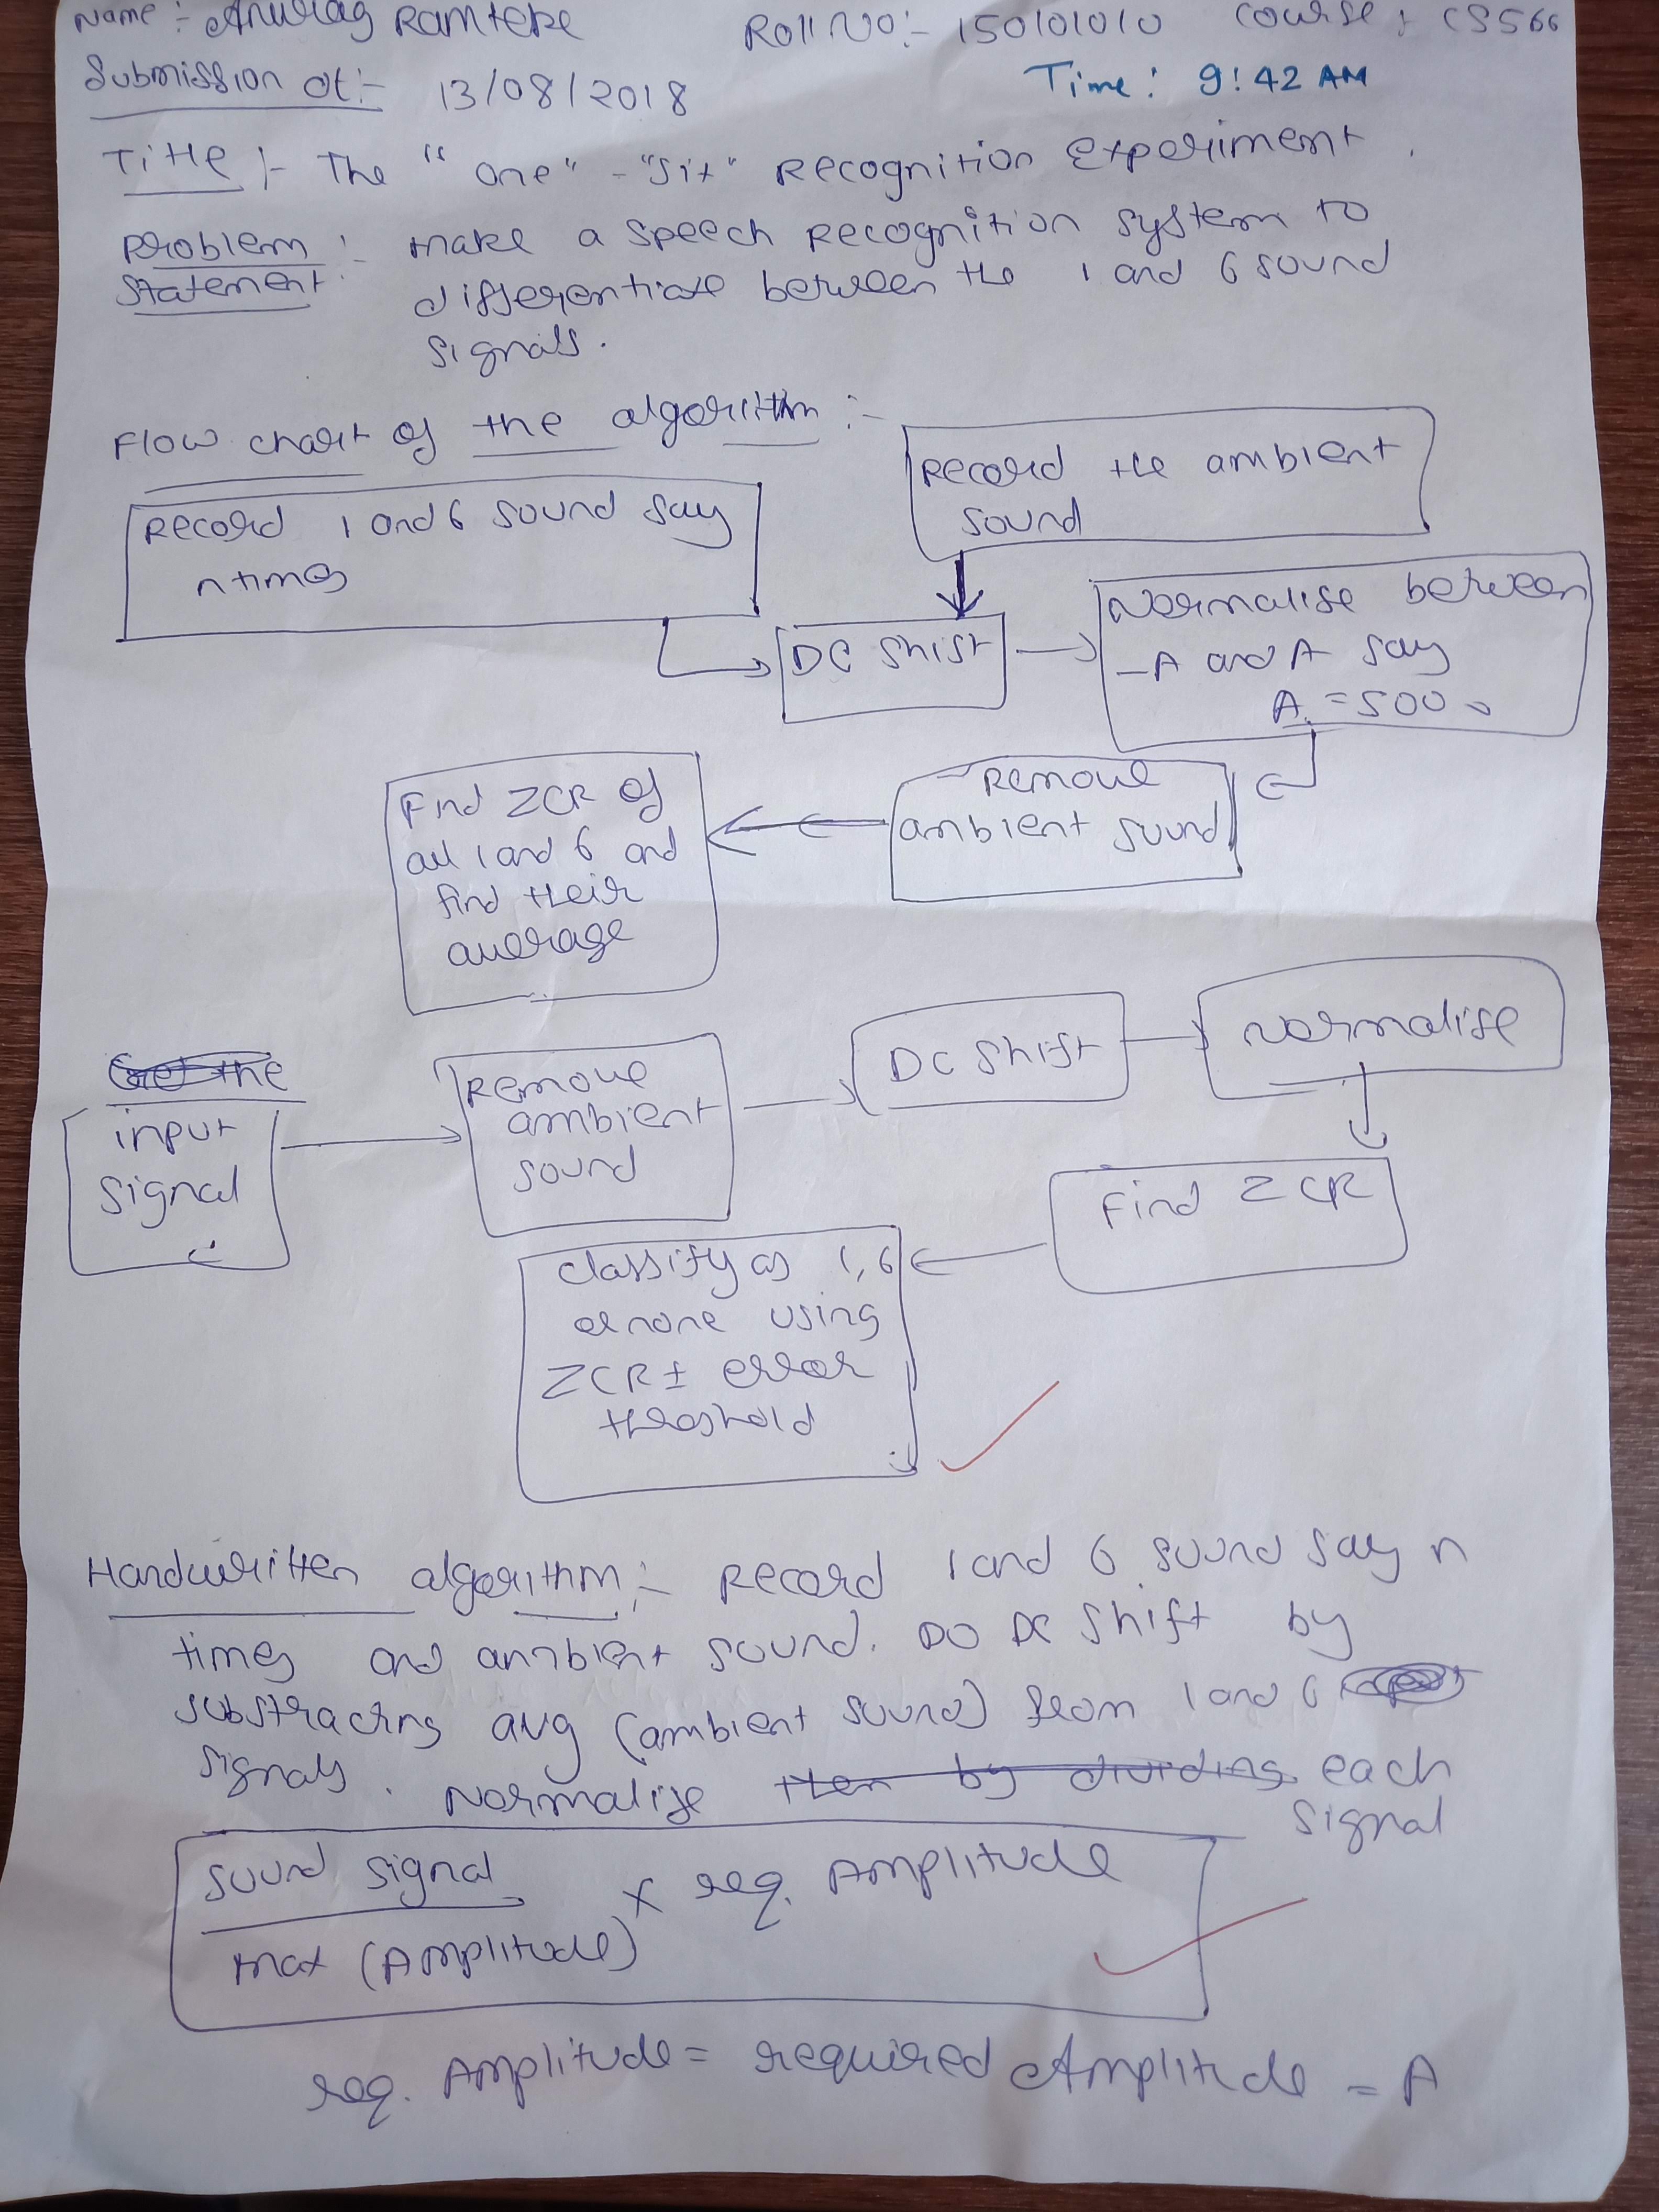 Name :- Anurag Ramteke Roll No:- 150101010 Course : CS566
Submission at:- 13/08/2018 Time: 9:42 AM
Title :- The "one" - "Six" Recognition Experiment.
Problem Statement :- make a speech recognition system to
differentiate between the 1 and 6 sound
signals.
Flow chart of the algorithm :-
Record the ambient
sound
Record 1 and 6 sound say
n times
DC Shift
Normalise between
-A and A say
A = 5000
Remove
ambient sound
Find ZCR of
all 1 and 6 and
find their
average
Get the
input
signal
Remove
ambient
sound
DC Shift
Normalise
Find ZCR
Classify as 1, 6
or none using
ZCR ± error
threshold
Handwritten algorithm:- Record 1 and 6 sound say n
times and ambient sound. DO DC Shift by
substracting avg (ambient sound) from 1 and 6
signals. Normalise then by dividing each
signal
sound signal
max (Amplitude) × req. Amplitude
req. Amplitude = required Amplitude = A